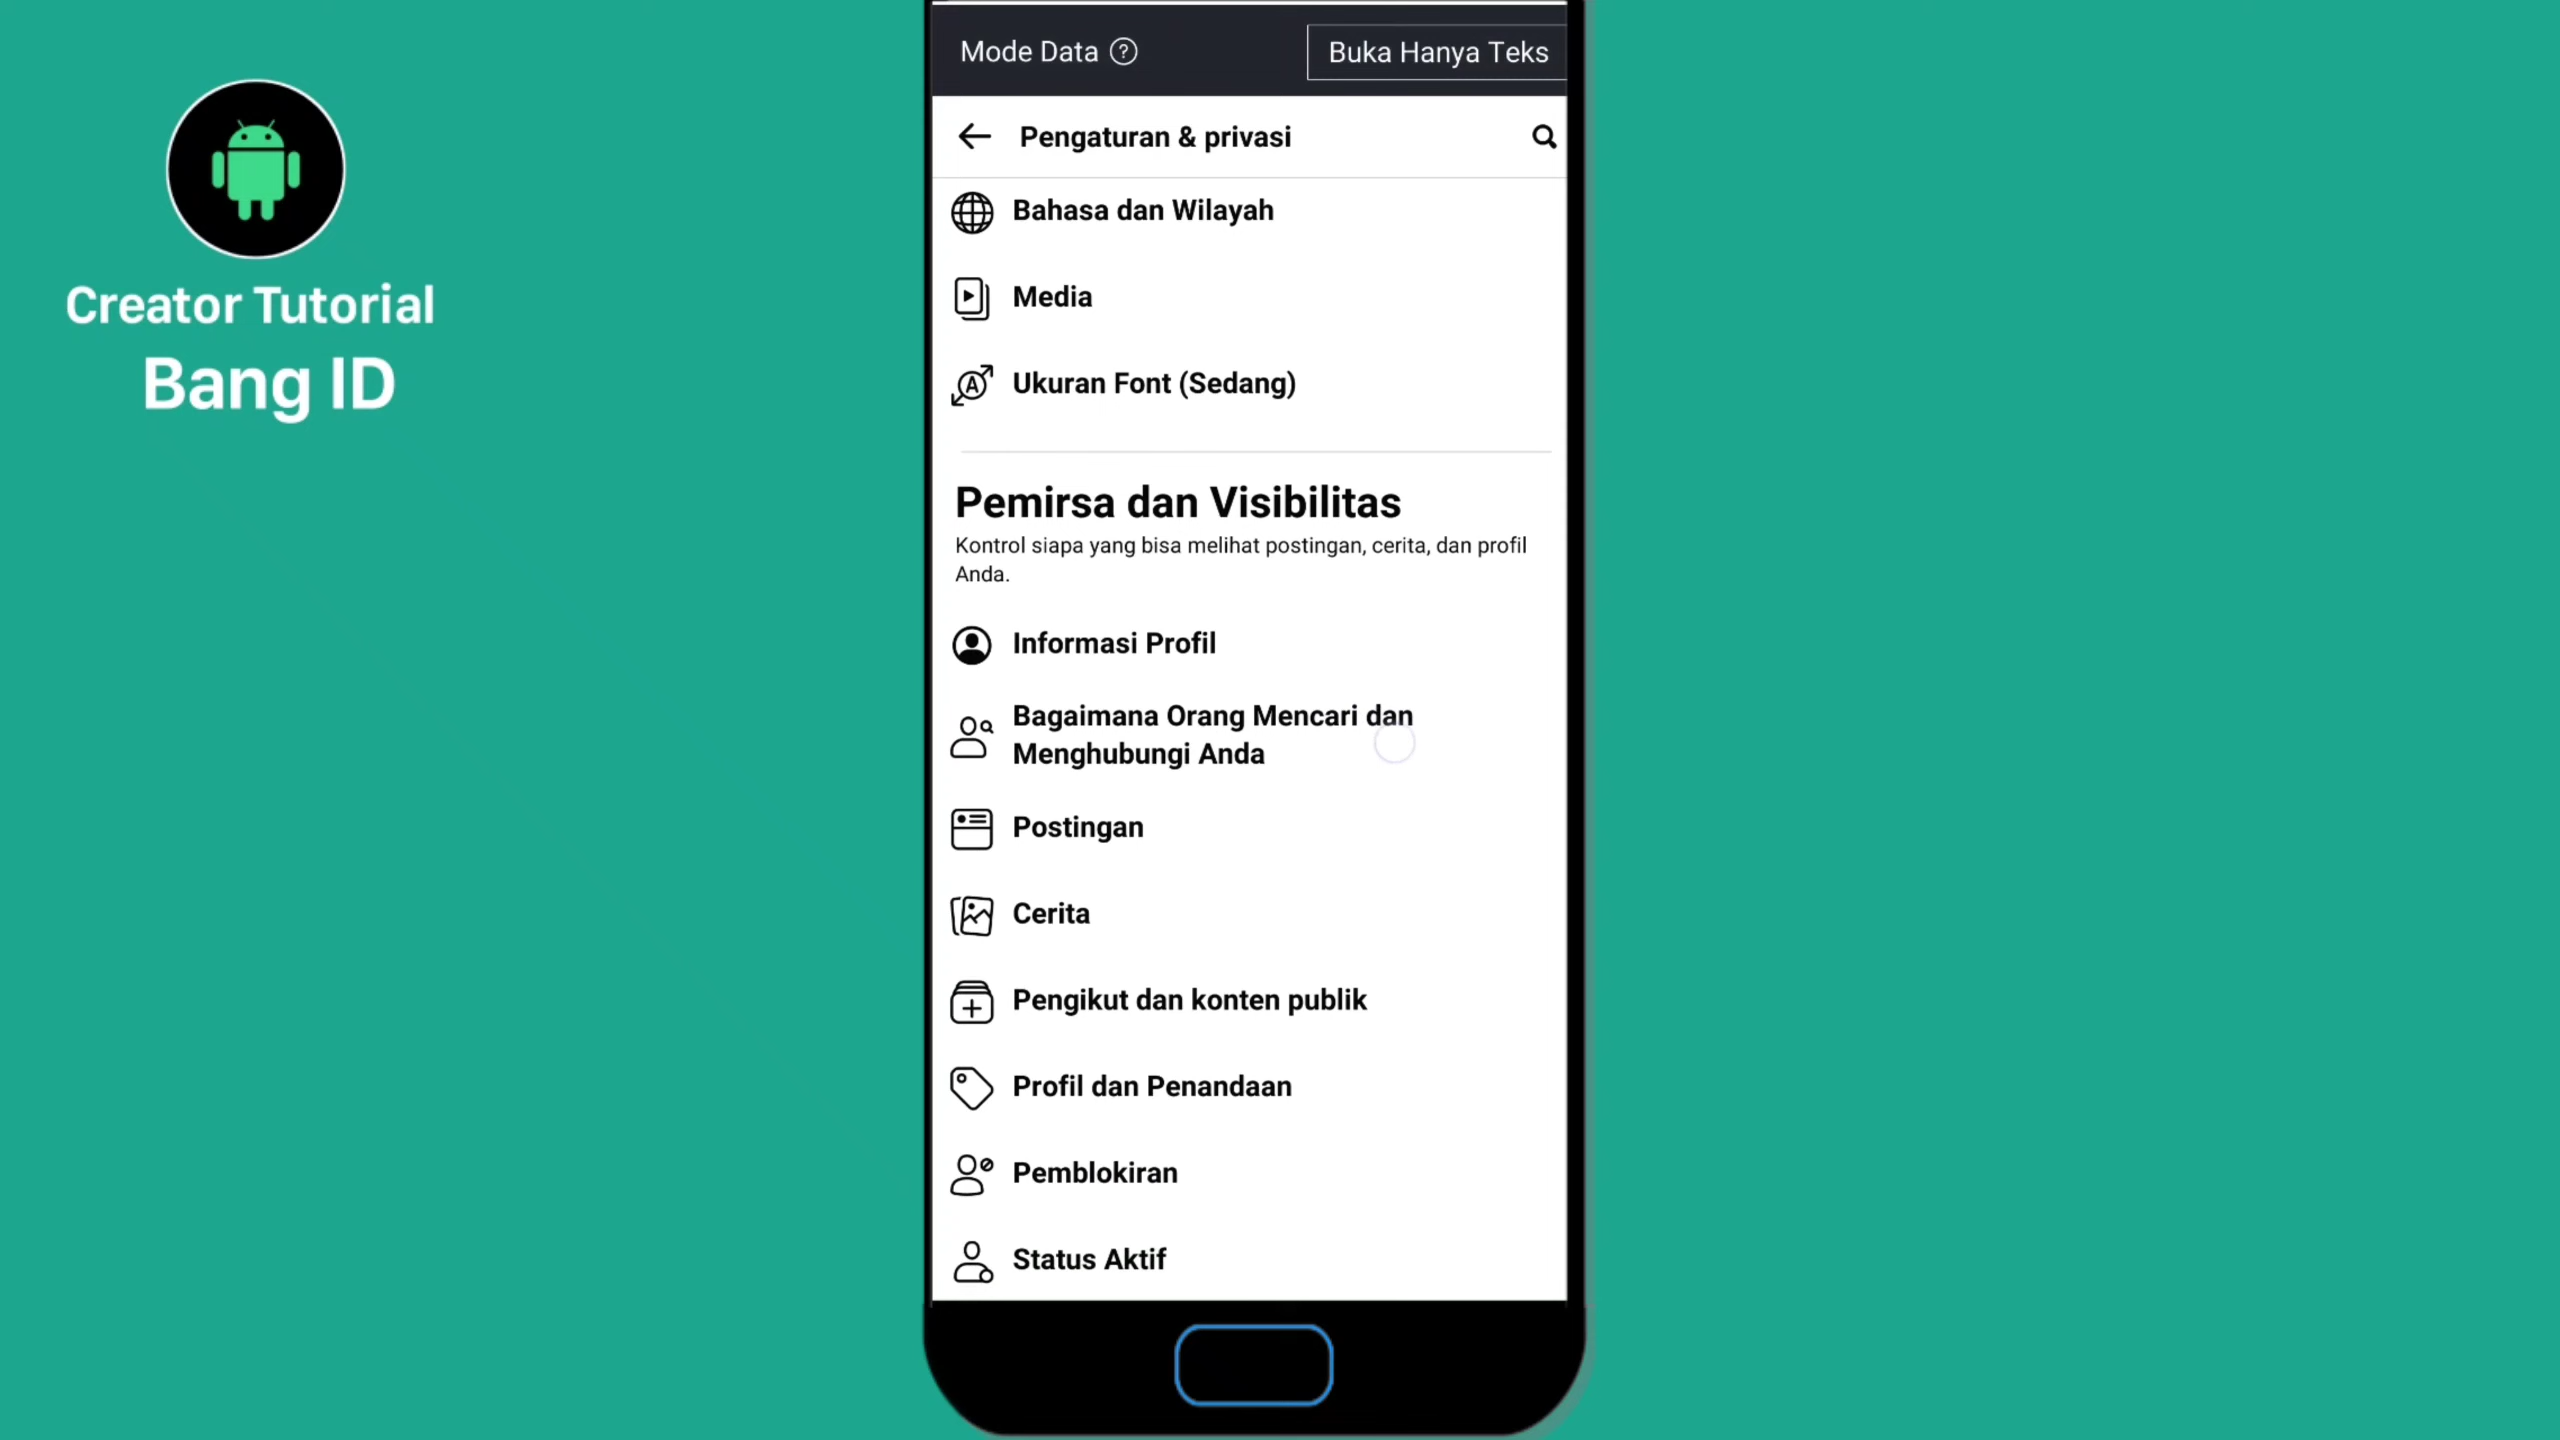 Creator Tutorial
Bang ID
Mode Data
Buka Hanya Teks
Pengaturan & privasi
Bahasa dan Wilayah
Media
Ukuran Font (Sedang)
Pemirsa dan Visibilitas
Kontrol siapa yang bisa melihat postingan, cerita, dan profil
Anda.
Informasi Profil
Bagaimana Orang Mencari dan
Menghubungi Anda
Postingan
Cerita
Pengikut dan konten publik
Profil dan Penandaan
Pemblokiran
Status Aktif